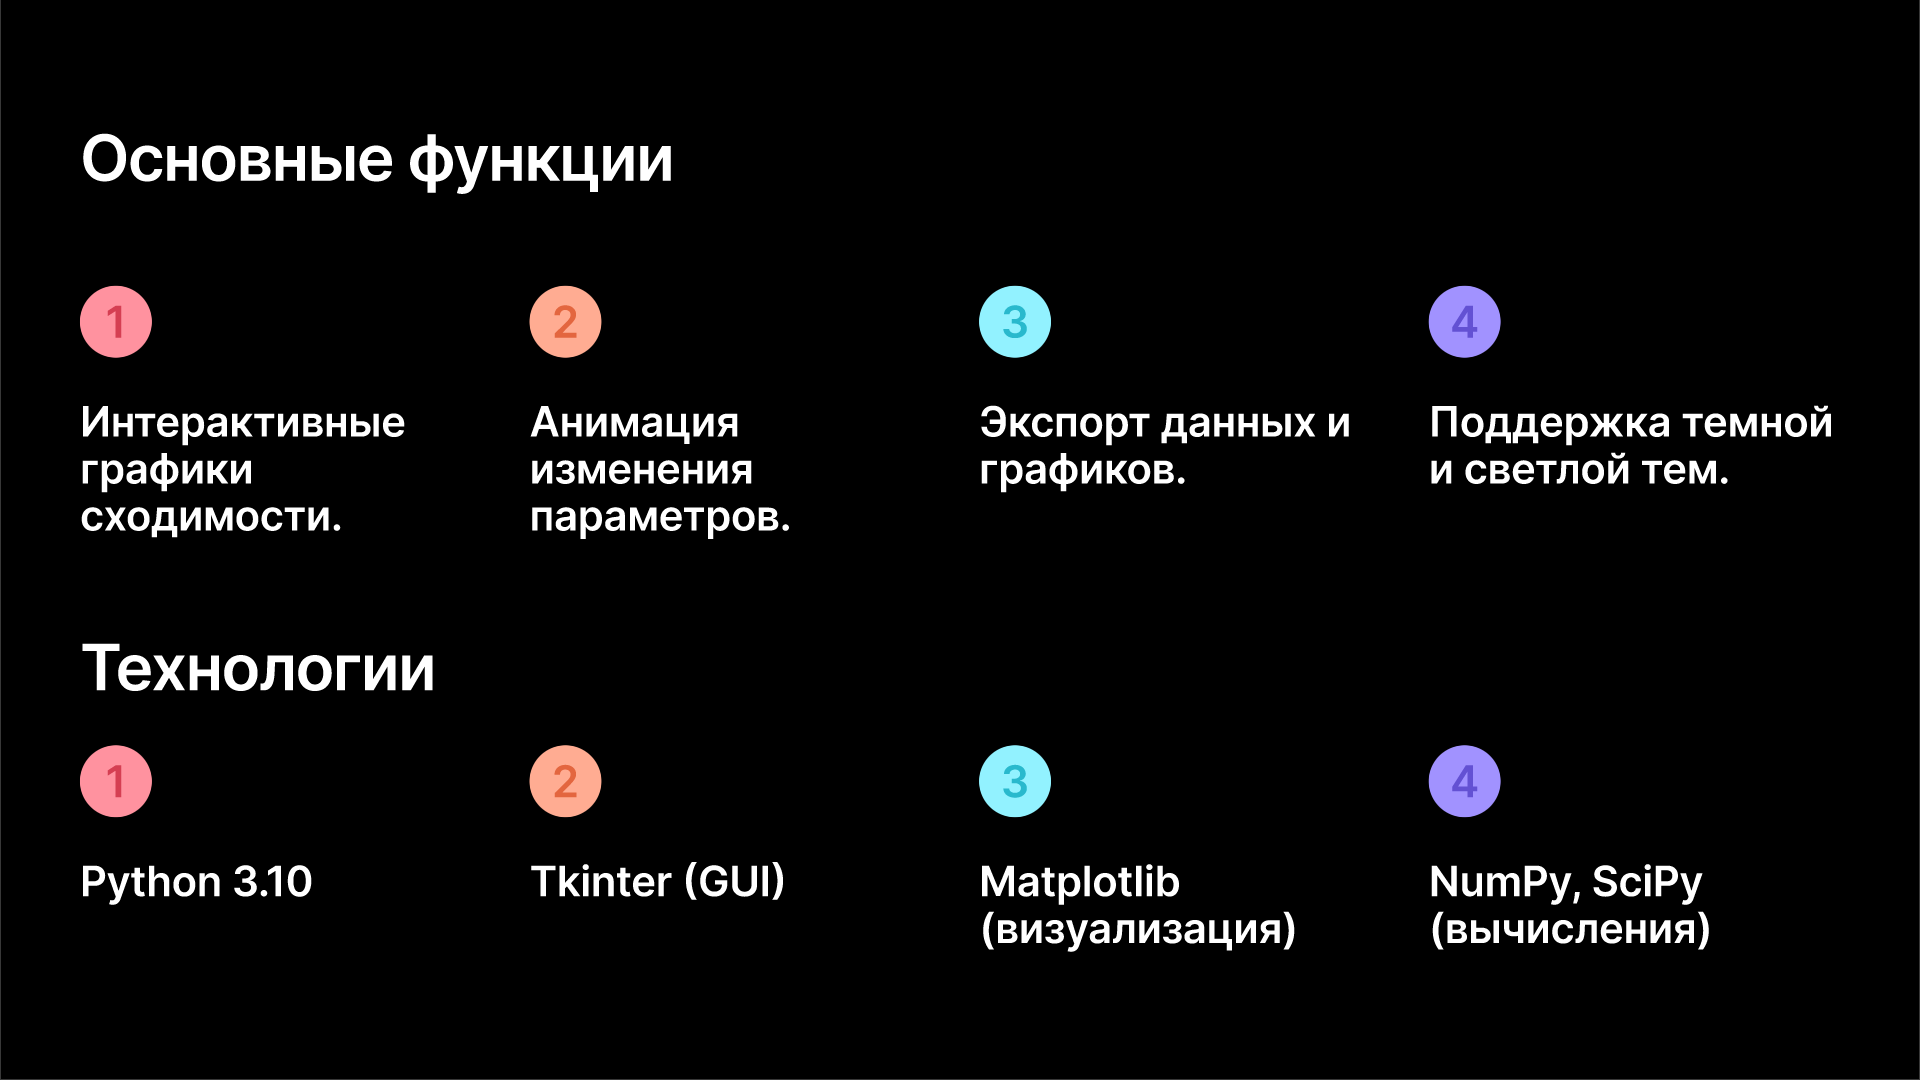 Основные функции
1
2
3
4
Интерактивные
графики
сходимости.
Анимация
изменения
параметров.
Экспорт данных и
графиков.
Поддержка темной
и светлой тем.
Технологии
1
2
3
4
Python 3.10
Tkinter (GUI)
Matplotlib
(визуализация)
NumPy, SciPy
(вычисления)